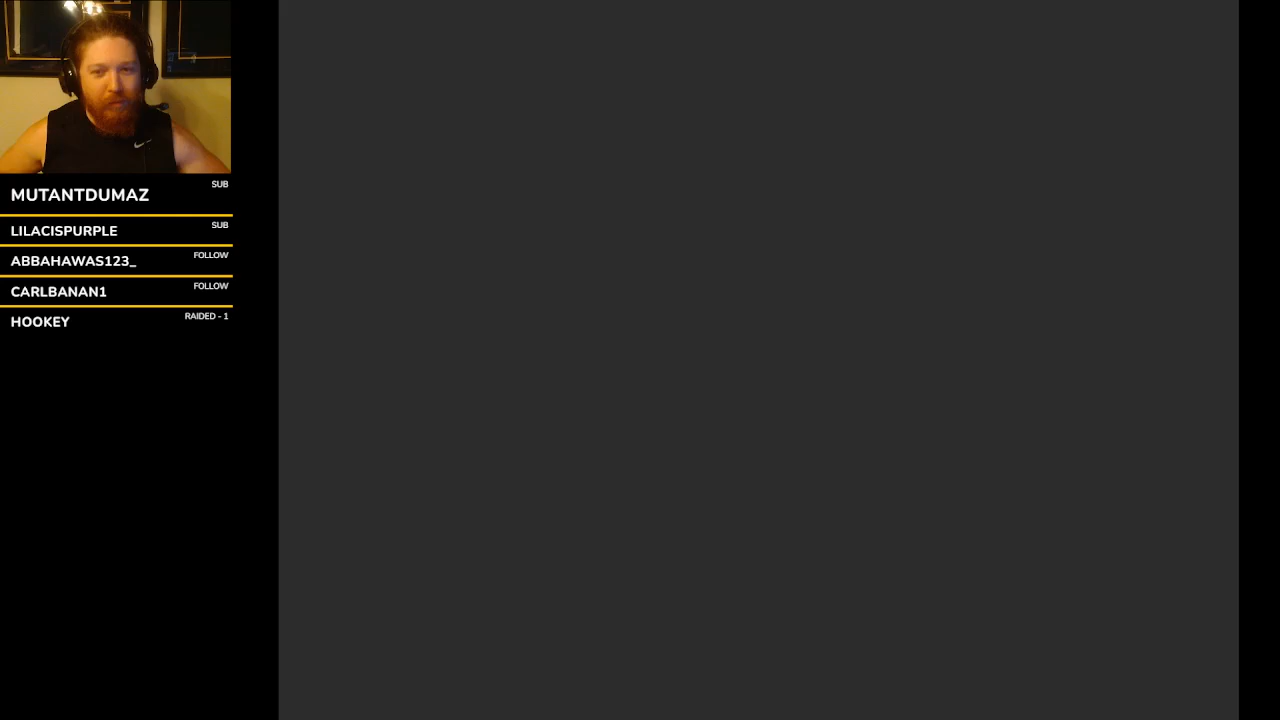 MUTANTDUMAZ SUB
LILACISPURPLE SUB
ABBAHAWAS123_ FOLLOW
CARLBANAN1 FOLLOW
HOOKEY RAIDED - 1